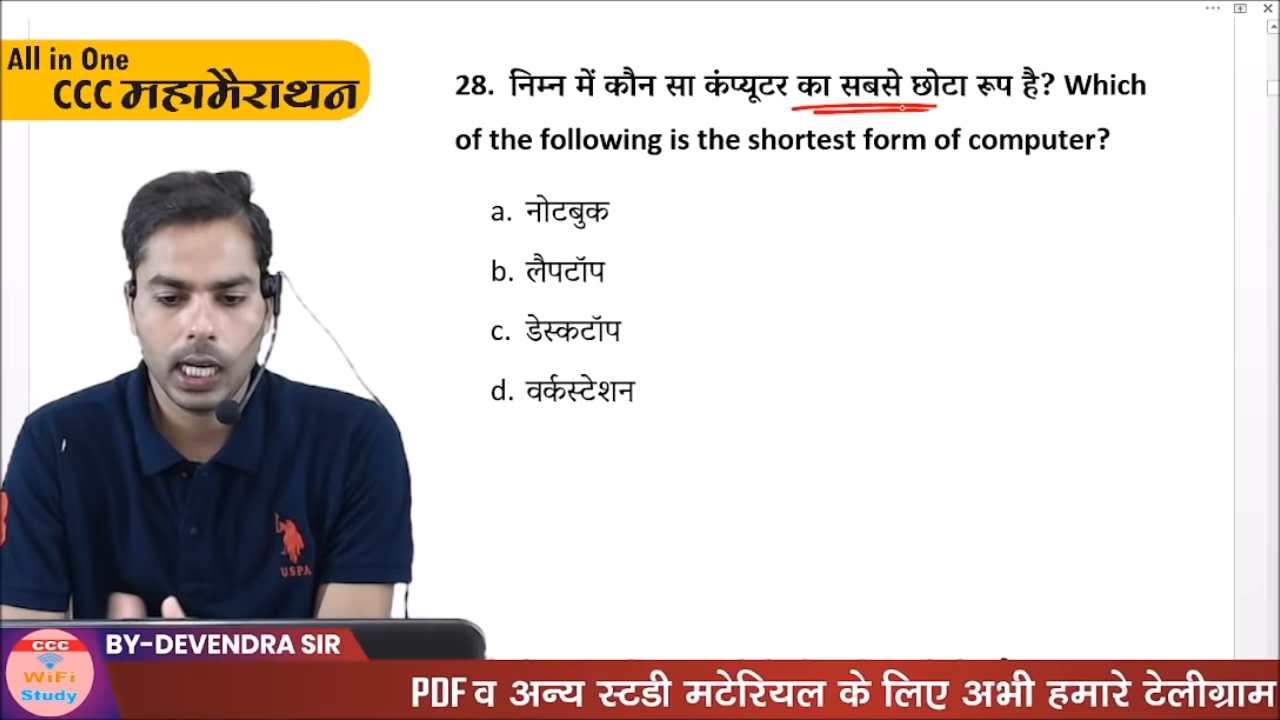 All in One
CCC महामैराथन
28. निम्न में कौन सा कंप्यूटर का सबसे छोटा रूप है? Which
of the following is the shortest form of computer?
a. नोटबुक
b. लैपटॉप
c. डेस्कटॉप
d. वर्कस्टेशन
USPA
CCC
WiFi
Study
BY-DEVENDRA SIR
PDF व अन्य स्टडी मटेरियल के लिए अभी हमारे टेलीग्राम